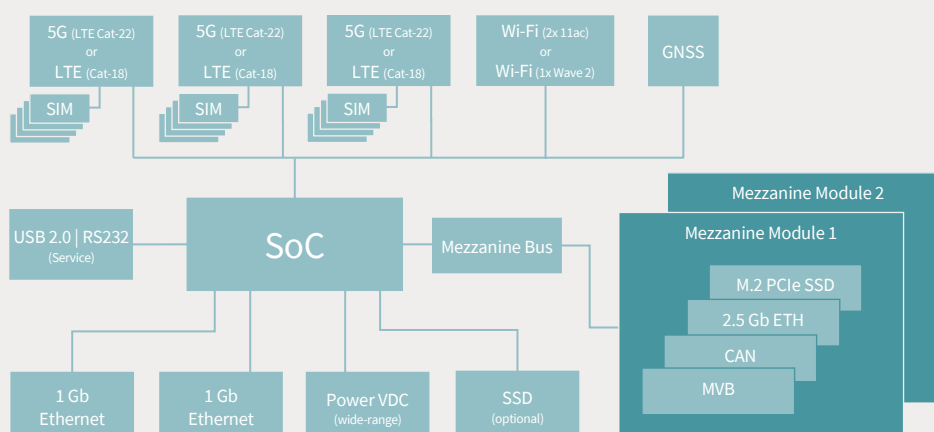 5G (LTE Cat-22)
or
LTE (Cat-18)
SIM
5G (LTE Cat-22)
or
LTE (Cat-18)
SIM
5G (LTE Cat-22)
or
LTE (Cat-18)
SIM
Wi-Fi (2x 11ac)
or
Wi-Fi (1x Wave 2)
GNSS
USB 2.0 | RS232
(Service)
SoC
Mezzanine Bus
Mezzanine Module 2
Mezzanine Module 1
M.2 PCIe SSD
2.5 Gb ETH
CAN
MVB
1 Gb
Ethernet
1 Gb
Ethernet
Power VDC
(wide-range)
SSD
(optional)